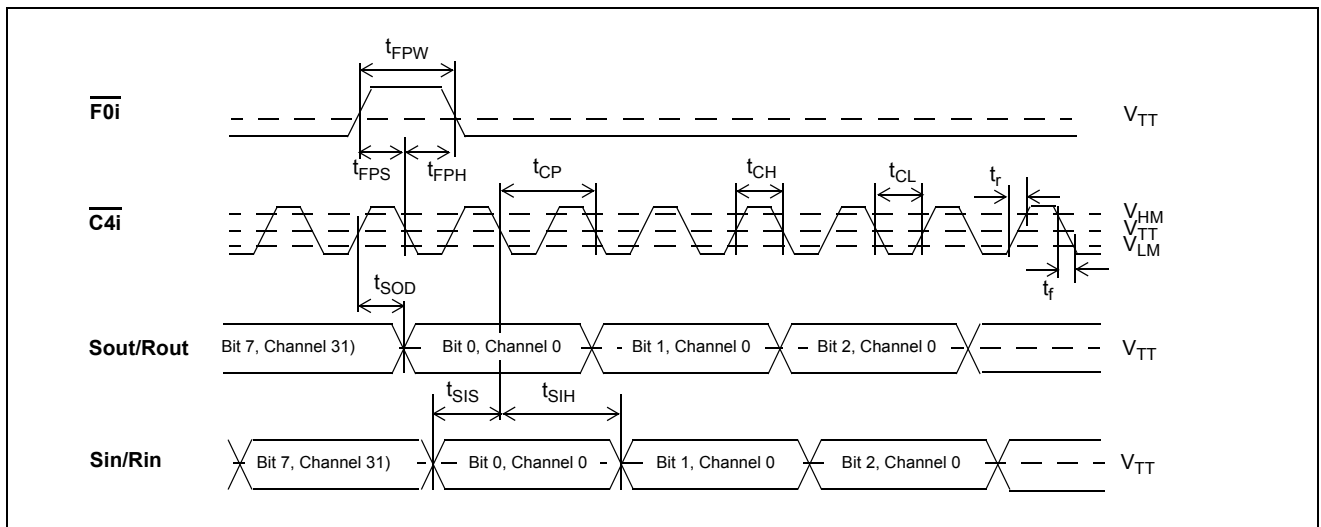 tFPW
F0i
VTT
tFPS
tFPH
tCP
tCH
tCL
tr
C4i
VHM
VTT
VLM
tf
tSOD
Sout/Rout
Bit 7, Channel 31)
Bit 0, Channel 0
Bit 1, Channel 0
Bit 2, Channel 0
VTT
tSIS
tSIH
Sin/Rin
Bit 7, Channel 31)
Bit 0, Channel 0
Bit 1, Channel 0
Bit 2, Channel 0
VTT